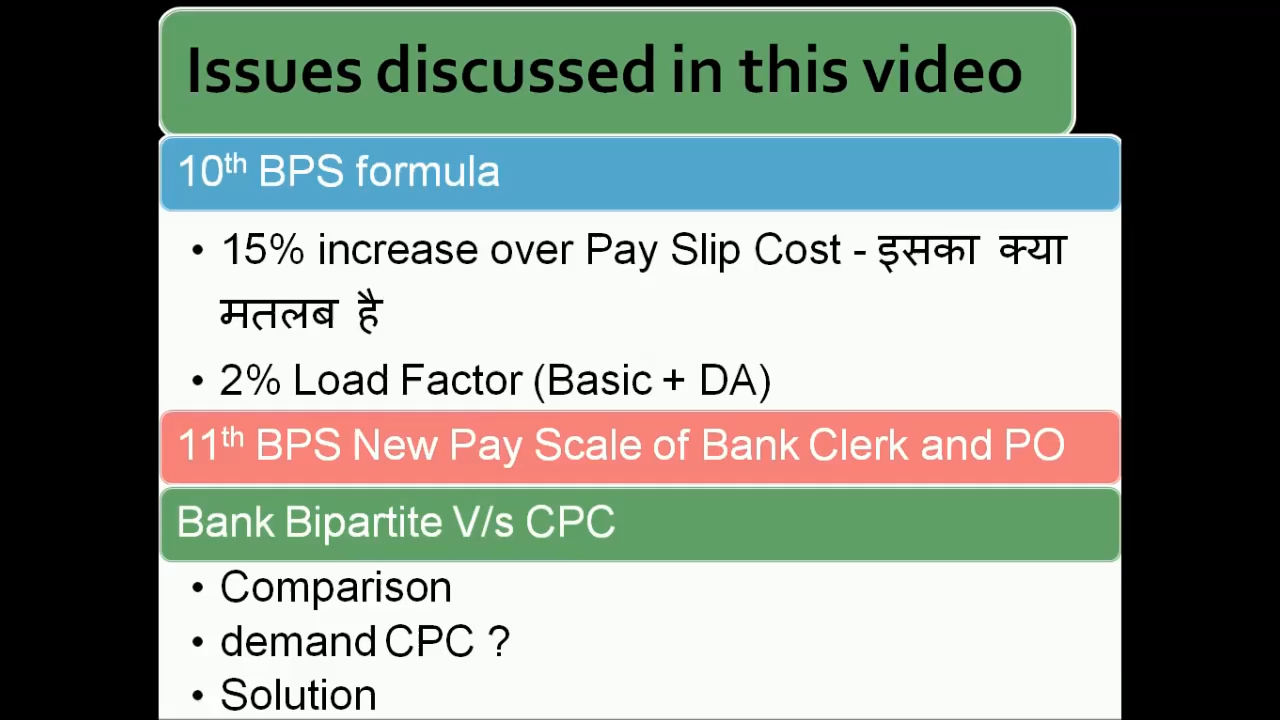 Issues discussed in this video
10th BPS formula
• 15% increase over Pay Slip Cost - इसका क्या
मतलब है
• 2% Load Factor (Basic + DA)
11th BPS New Pay Scale of Bank Clerk and PO
Bank Bipartite V/s CPC
• Comparison
• demand CPC ?
• Solution